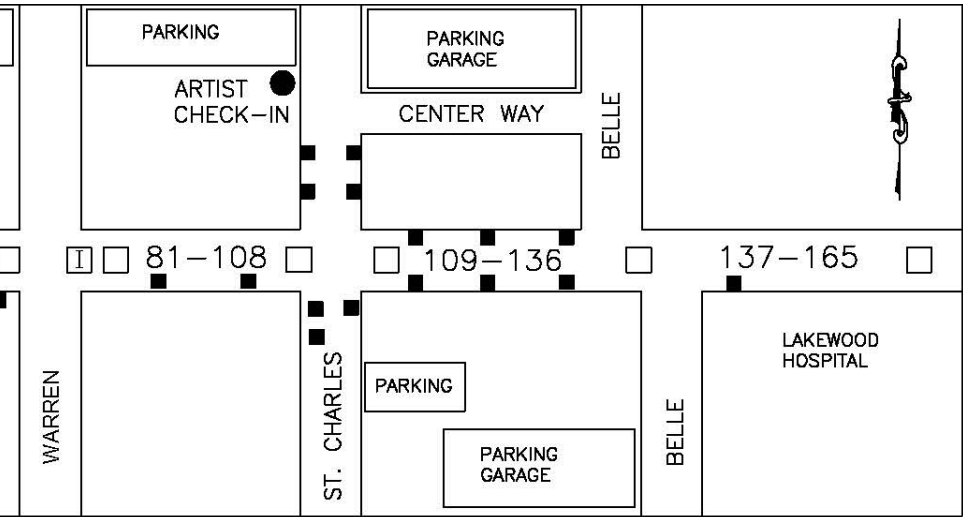 PARKING
PARKING
GARAGE
ARTIST
CHECK-IN
CENTER WAY
BELLE
I
81-108
109-136
137-165
LAKEWOOD
HOSPITAL
WARREN
ST. CHARLES
PARKING
BELLE
PARKING
GARAGE